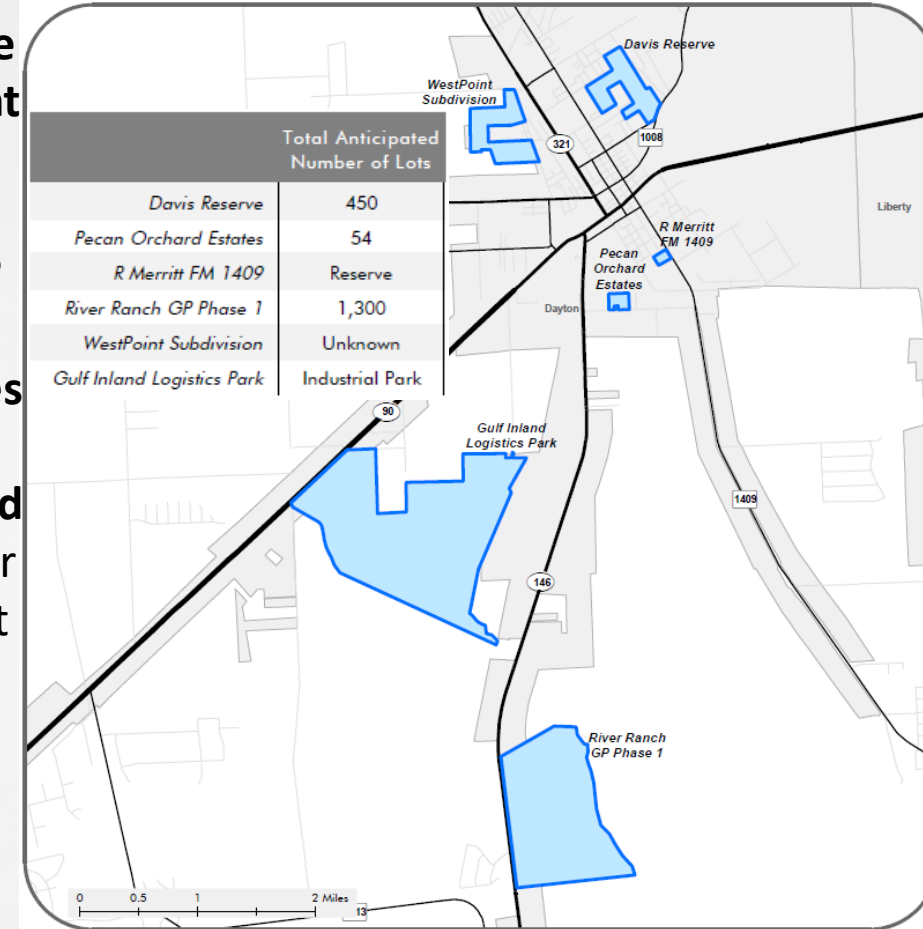 e
nt
es
d
r
t
Total Anticipated
Number of Lots
Davis Reserve 450
Pecan Orchard Estates 54
R Merritt FM 1409 Reserve
River Ranch GP Phase 1 1,300
WestPoint Subdivision Unknown
Gulf Inland Logistics Park Industrial Park
Davis Reserve
WestPoint
Subdivision
321
1008
Liberty
R Merritt
FM 1409
Pecan
Orchard
Estates
Dayton
90
Gulf Inland
Logistics Park
1409
146
River Ranch
GP Phase 1
0 0.5 1 2 Miles
13